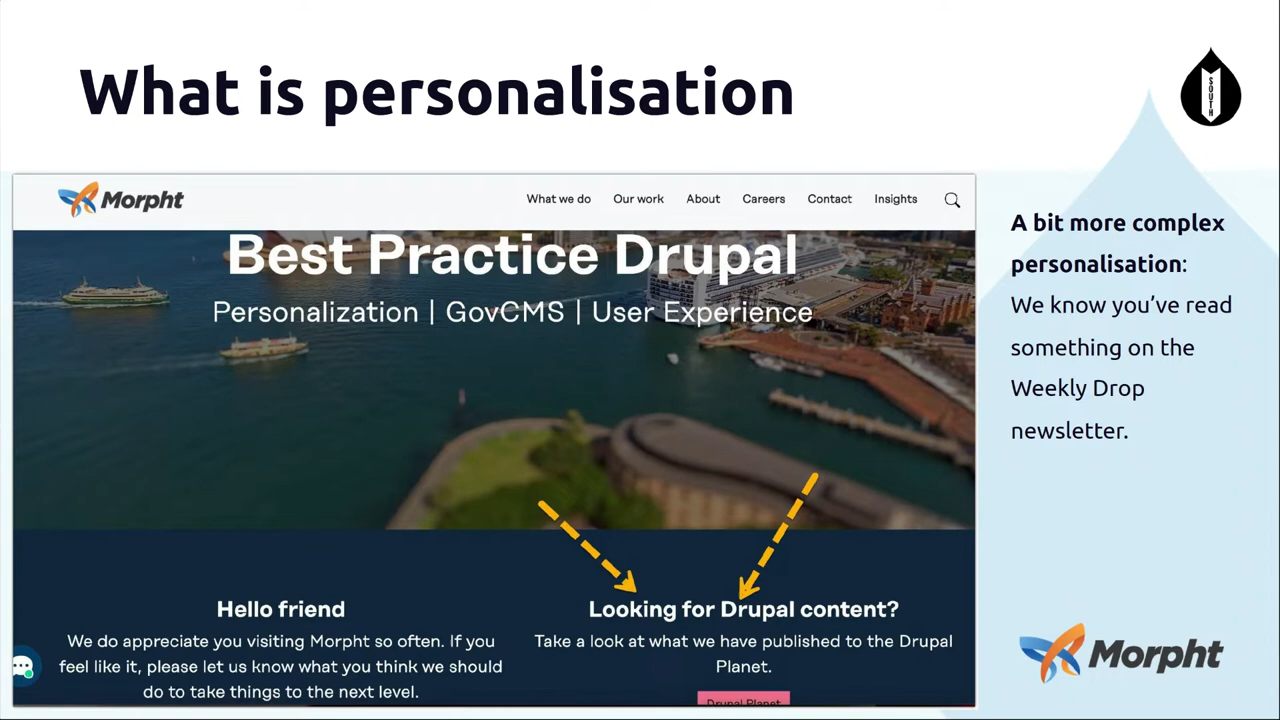 What is personalisation
SOUTH
Morpht
What we do
Our work
About
Careers
Contact
Insights
Best Practice Drupal
Personalization | GovCMS | User Experience
Hello friend
We do appreciate you visiting Morpht so often. If you
feel like it, please let us know what you think we should
do to take things to the next level.
Looking for Drupal content?
Take a look at what we have published to the Drupal
Planet.
Drupal Planet
A bit more complex
personalisation:
We know you’ve read
something on the
Weekly Drop
newsletter.
Morpht